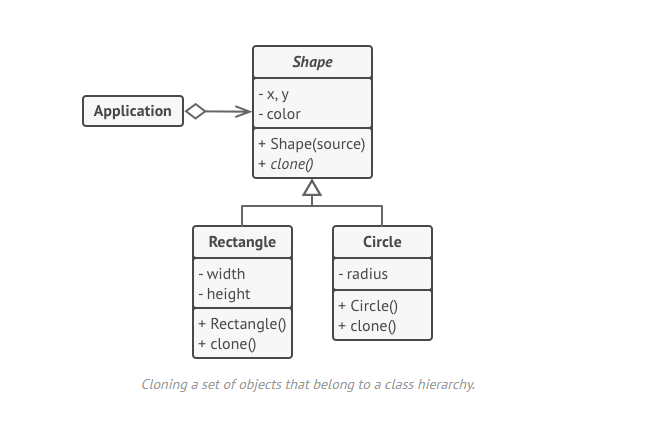 Shape
Application
- x, y
- color
+ Shape(source)
+ clone()
Rectangle
- width
- height
+ Rectangle()
+ clone()
Circle
- radius
+ Circle()
+ clone()
Cloning a set of objects that belong to a class hierarchy.